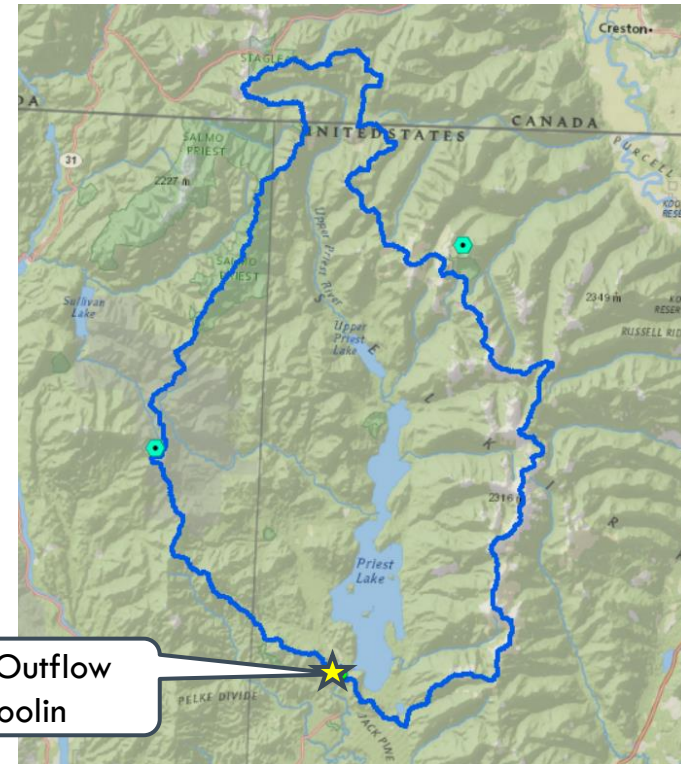 Creston
STAGLE
DA
CANADA
UNITED STATES
SALMO
PRIEST
31
PURCELL
2227 m
Upper Priest River
SALMO
PRIEST
Sullivan
Lake
2349 m
RUSSELL RID
Upper
Priest
Lake
S
E
L
K
I
R
2316 m
Priest
Lake
Outflow
oolin
PELKE DIVIDE
JACK PINE